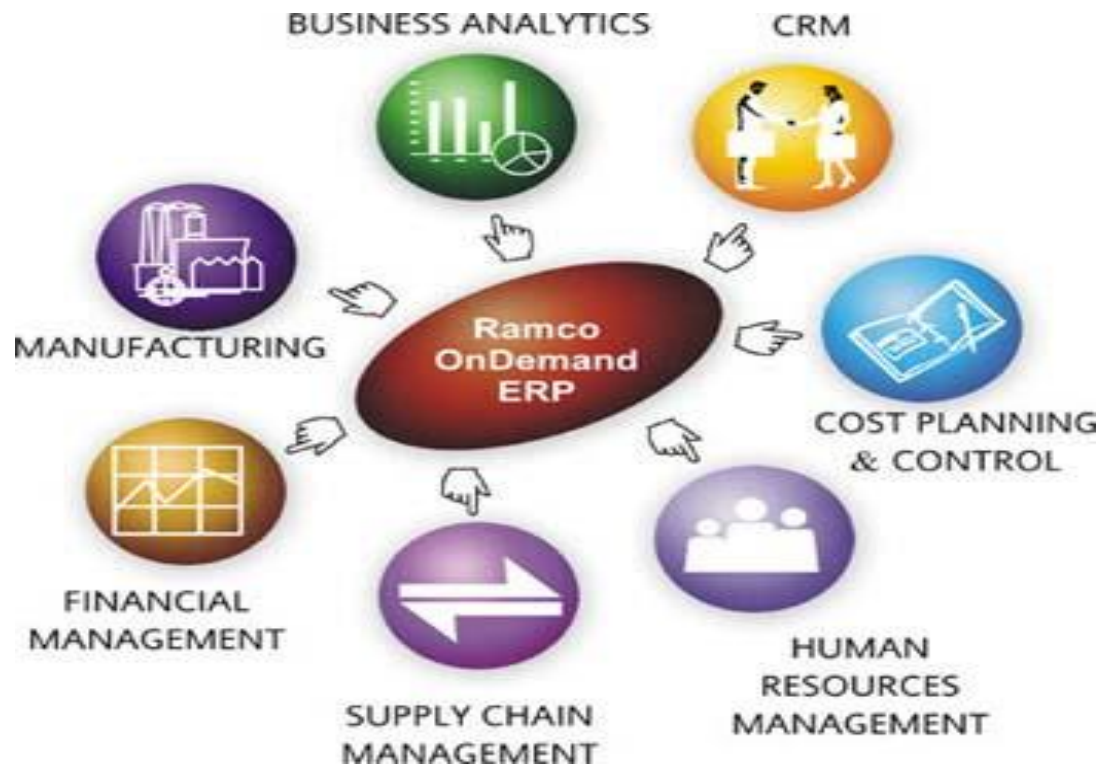 BUSINESS ANALYTICS
CRM
MANUFACTURING
Ramco
OnDemand
ERP
COST PLANNING
& CONTROL
FINANCIAL
MANAGEMENT
SUPPLY CHAIN
MANAGEMENT
HUMAN
RESOURCES
MANAGEMENT